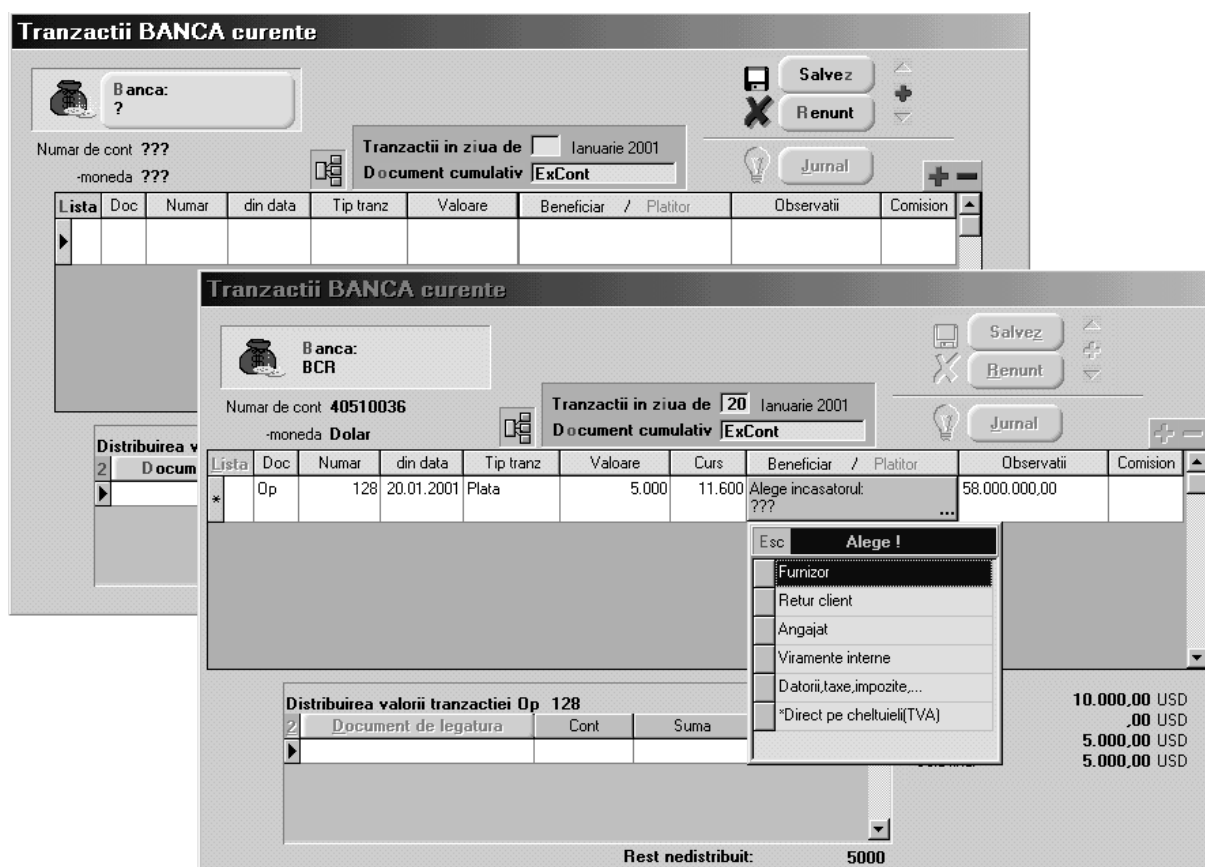 Tranzactii BANCA curente
Banca:
?
Salvez
Renunt
Numar de cont ???
-moneda ???
Tranzactii in ziua de Ianuarie 2001
Document cumulativ ExCont
Jurnal
Lista Doc Numar din data Tip tranz Valoare Beneficiar / Platitor Observatii Comision
Distribuirea v
2 Docum
Tranzactii BANCA curente
Banca:
BCR
Salvez
Renunt
Numar de cont 40510036
-moneda Dolar
Tranzactii in ziua de 20 Ianuarie 2001
Document cumulativ ExCont
Jurnal
Lista Doc Numar din data Tip tranz Valoare Curs Beneficiar / Platitor Observatii Comision
* Op 128 20.01.2001 Plata 5.000 11.600 Alege incasatorul: 58.000.000,00
??? ...
Esc Alege !
Furnizor
Retur client
Angajat
Viramente interne
Datorii,taxe,impozite,...
*Direct pe cheltuieli(TVA)
Distribuirea valorii tranzactiei Op 128
2 Document de legatura Cont Suma
10.000,00 USD
,00 USD
5.000,00 USD
5.000,00 USD
Rest nedistribuit: 5000